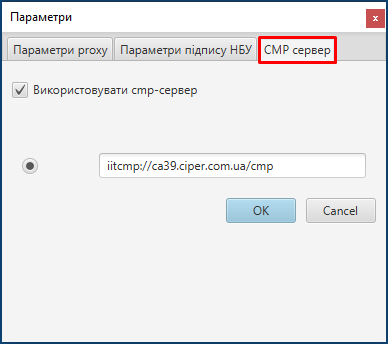 Параметри
x
Параметри proxy Параметри підпису НБУ CMP сервер
Використовувати cmp-сервер
iitcmp://ca39.ciper.com.ua/cmp
OK Cancel